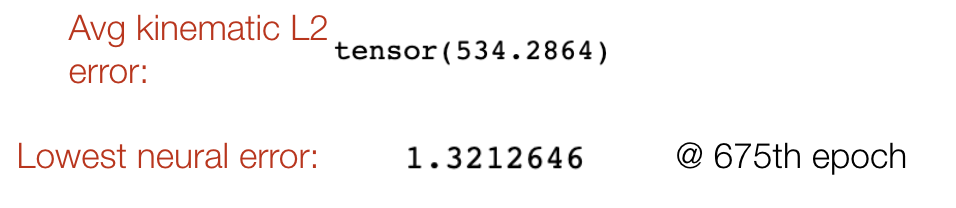 Avg kinematic L2
error:
tensor(534.2864)
Lowest neural error: 1.3212646 @ 675th epoch